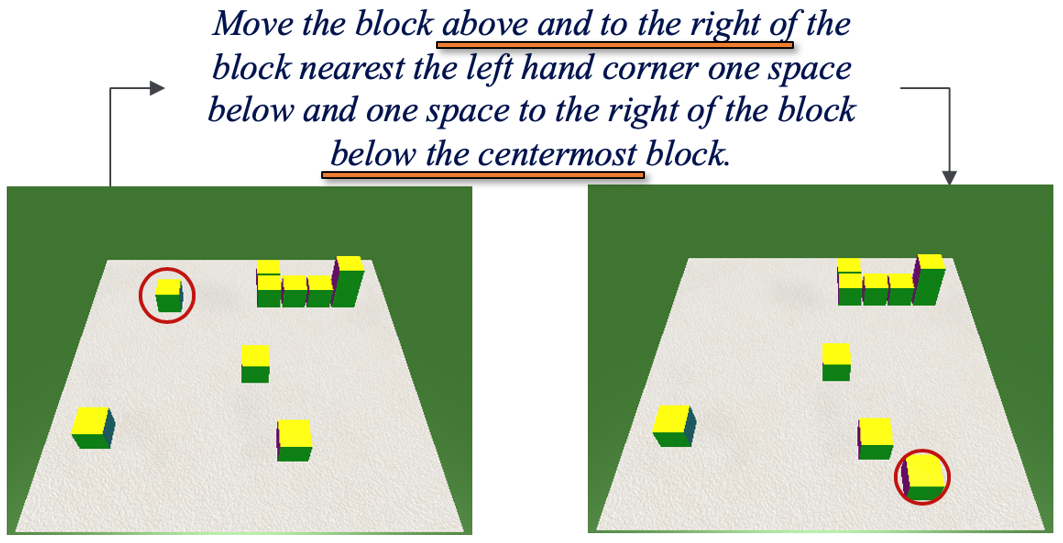 Move the block above and to the right of the
block nearest the left hand corner one space
below and one space to the right of the block
below the centermost block.